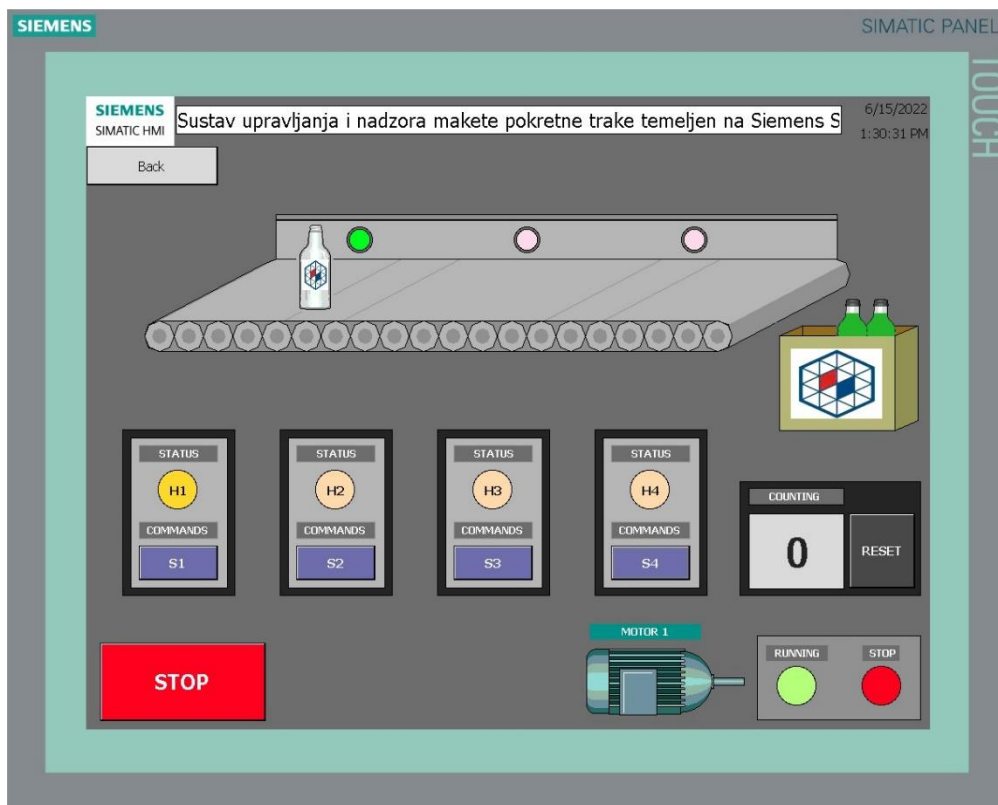 SIEMENS
SIMATIC PANEL
TOUCH
SIEMENS
SIMATIC HMI
Sustav upravljanja i nadzora makete pokretne trake temeljen na Siemens S
6/15/2022
1:30:31 PM
Back
STATUS STATUS STATUS STATUS
H1 H2 H3 H4
COMMANDS COMMANDS COMMANDS COMMANDS
S1 S2 S3 S4
COUNTING
0
RESET
STOP
MOTOR 1
RUNNING STOP